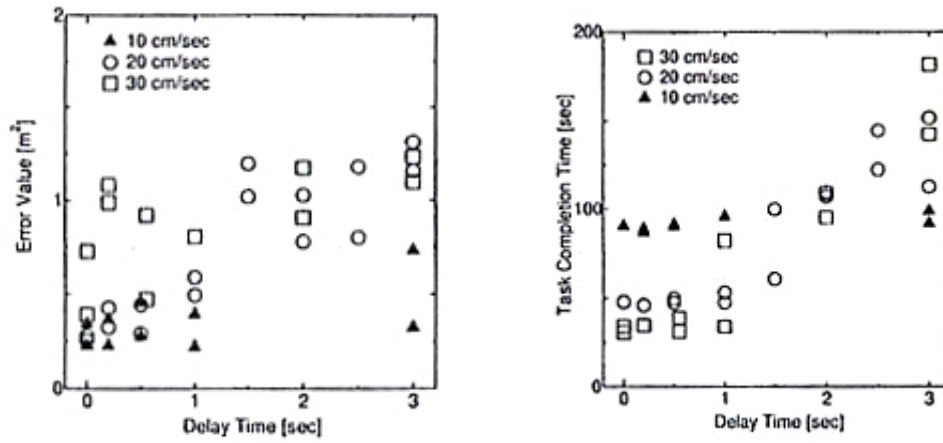 2
▲ 10 cm/sec
○ 20 cm/sec
□ 30 cm/sec
1
0
Error Value [m²]
0 1 2 3
Delay Time [sec]
200
□ 30 cm/sec
○ 20 cm/sec
▲ 10 cm/sec
100
0
Task Completion Time [sec]
0 1 2 3
Delay Time [sec]